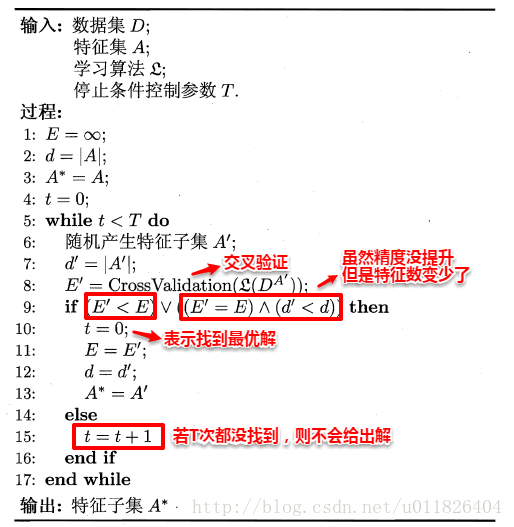 输入: 数据集 D;
特征集 A;
学习算法 𝔏;
停止条件控制参数 T.
过程:
1: E = ∞;
2: d = |A|;
3: A* = A;
4: t = 0;
5: while t < T do
6: 随机产生特征子集 A′;
7: d′ = |A′|;
交叉验证
虽然精度没提升
但是特征数变少了
8: E′ = CrossValidation(𝔏(D^A′));
9: if (E′ < E) ∨ ((E′ = E) ∧ (d′ < d)) then
10: t = 0;
表示找到最优解
11: E = E′;
12: d = d′;
13: A* = A′
14: else
15: t = t + 1
若T次都没找到，则不会给出解
16: end if
17: end while
输出: 特征子集 A*
http://blog.csdn.net/u011826404